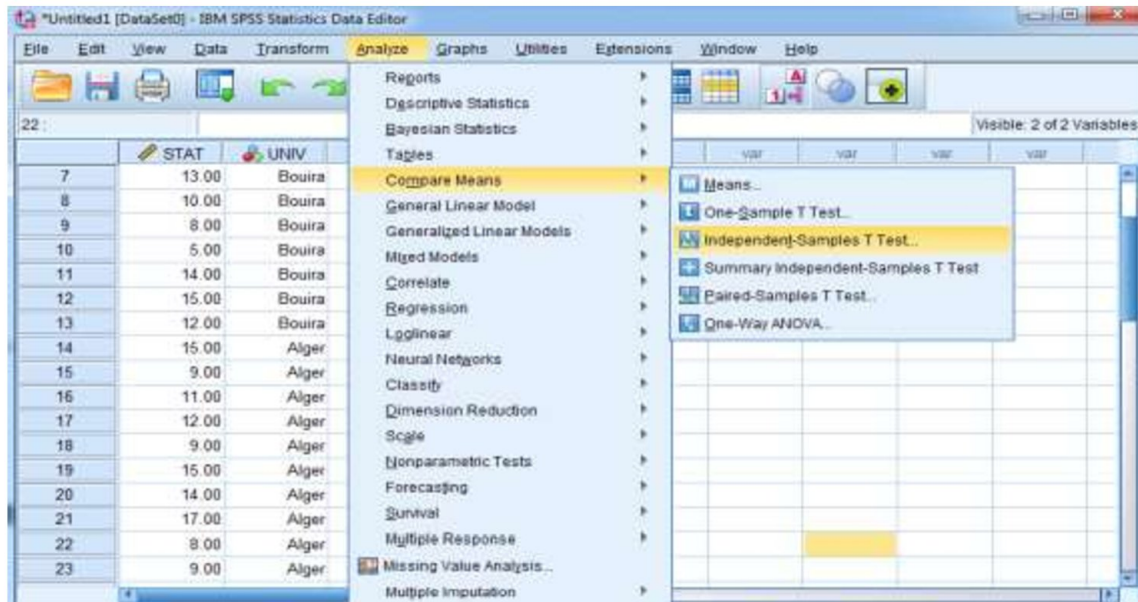 *Untitled1 [DataSet0] - IBM SPSS Statistics Data Editor
File Edit View Data Transform Analyze Graphs Utilities Extensions Window Help
22 :
Visible: 2 of 2 Variables
STAT UNIV var var var var
7 13.00 Bouira
8 10.00 Bouira
9 8.00 Bouira
10 5.00 Bouira
11 14.00 Bouira
12 15.00 Bouira
13 12.00 Bouira
14 15.00 Alger
15 9.00 Alger
16 11.00 Alger
17 12.00 Alger
18 9.00 Alger
19 15.00 Alger
20 14.00 Alger
21 17.00 Alger
22 8.00 Alger
23 9.00 Alger
Reports
Descriptive Statistics
Bayesian Statistics
Tables
Compare Means
General Linear Model
Generalized Linear Models
Mixed Models
Correlate
Regression
Loglinear
Neural Networks
Classify
Dimension Reduction
Scale
Nonparametric Tests
Forecasting
Survival
Multiple Response
Missing Value Analysis...
Multiple Imputation
Means...
One-Sample T Test...
Independent-Samples T Test...
Summary Independent-Samples T Test
Paired-Samples T Test...
One-Way ANOVA...
A
1